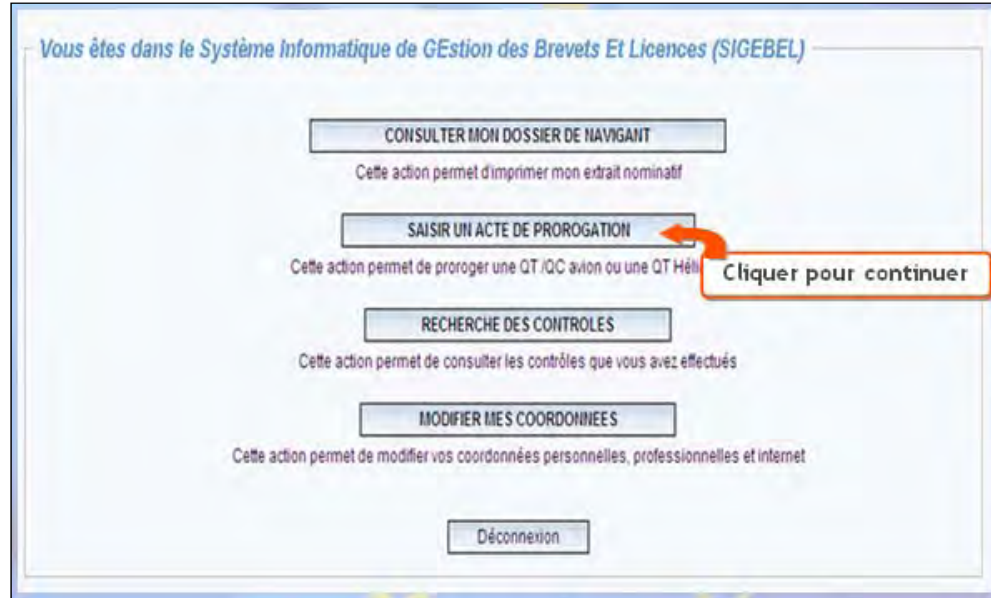 Vous êtes dans le Système Informatique de GEstion des Brevets Et Licences (SIGEBEL)
CONSULTER MON DOSSIER DE NAVIGANT
Cette action permet d'imprimer mon extrait nominatif
SAISIR UN ACTE DE PROROGATION
Cette action permet de proroger une QT /QC avion ou une QT Héli
Cliquer pour continuer
RECHERCHE DES CONTROLES
Cette action permet de consulter les contrôles que vous avez effectués
MODIFIER MES COORDONNEES
Cette action permet de modifier vos coordonnées personnelles, professionnelles et internet
Déconnexion